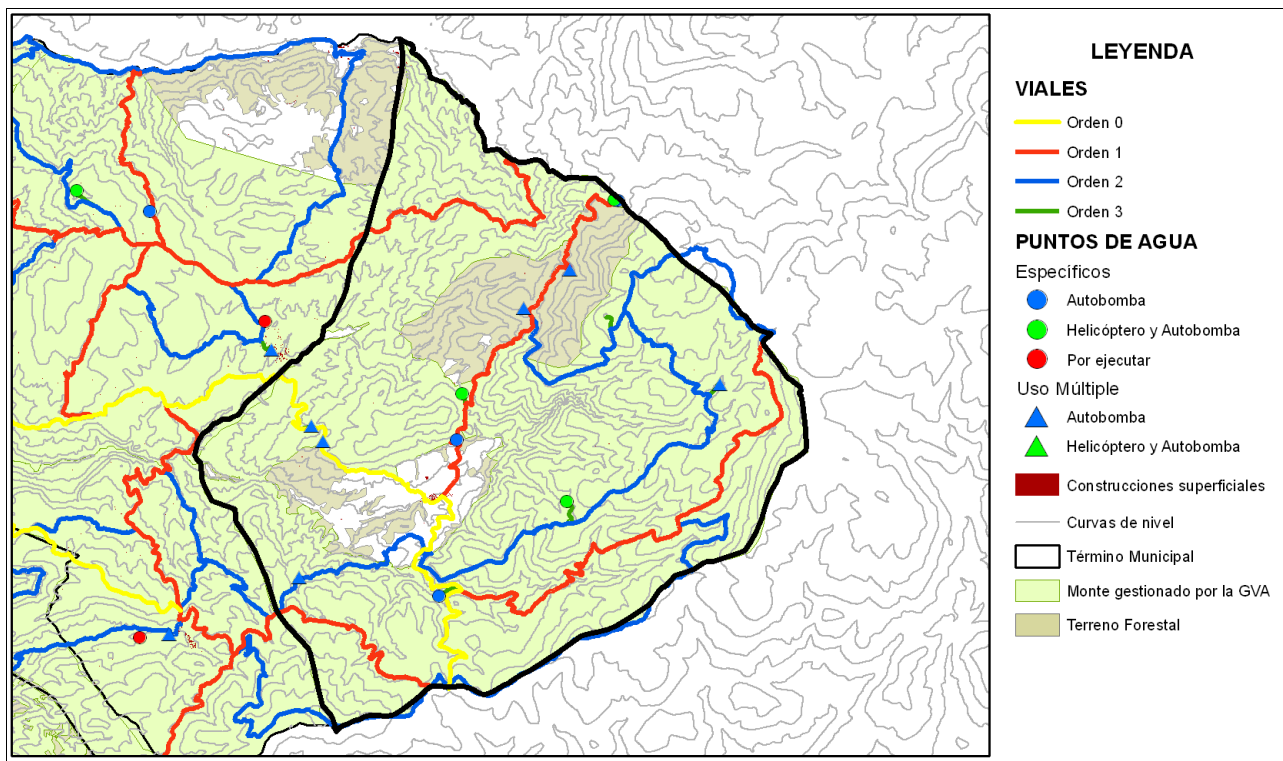 LEYENDA
VIALES
Orden 0
Orden 1
Orden 2
Orden 3
PUNTOS DE AGUA
Específicos
Autobomba
Helicóptero y Autobomba
Por ejecutar
Uso Múltiple
Autobomba
Helicóptero y Autobomba
Construcciones superficiales
Curvas de nivel
Término Municipal
Monte gestionado por la GVA
Terreno Forestal